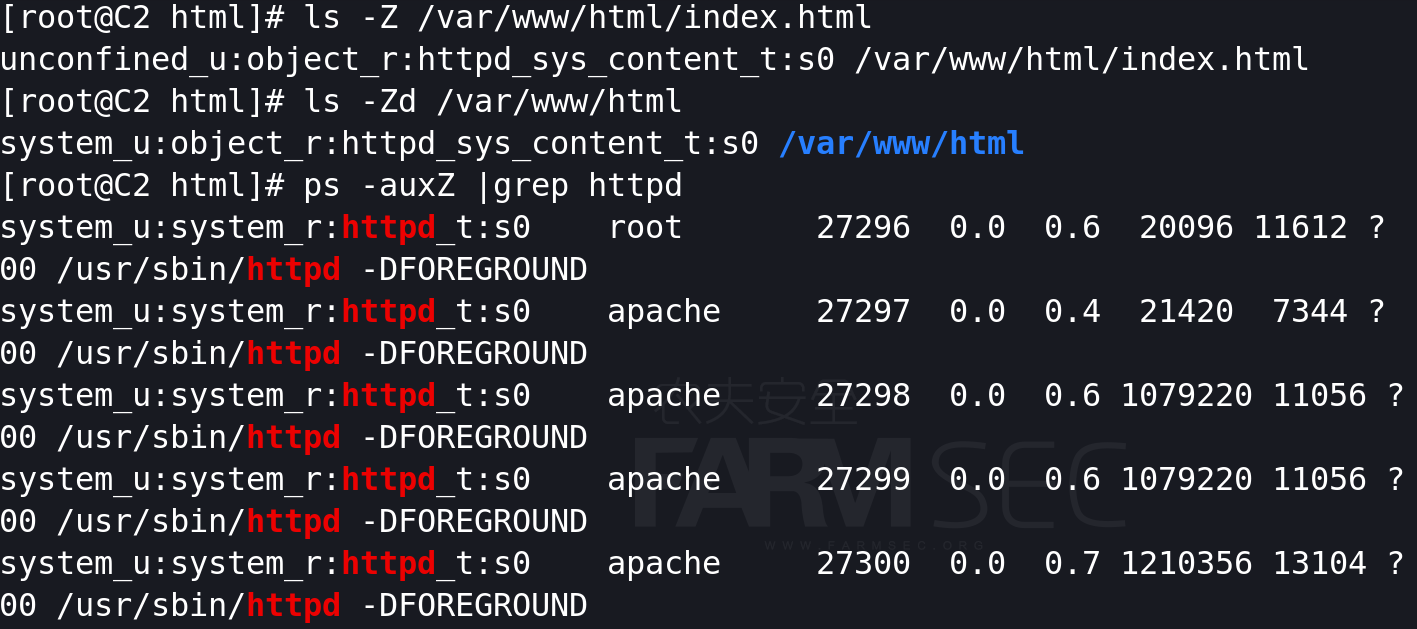 [root@C2 html]# ls -Z /var/www/html/index.html
unconfined_u:object_r:httpd_sys_content_t:s0 /var/www/html/index.html
[root@C2 html]# ls -Zd /var/www/html
system_u:object_r:httpd_sys_content_t:s0 /var/www/html
[root@C2 html]# ps -auxZ |grep httpd
system_u:system_r:httpd_t:s0    root       27296  0.0  0.6  20096 11612 ?
00 /usr/sbin/httpd -DFOREGROUND
system_u:system_r:httpd_t:s0    apache     27297  0.0  0.4  21420  7344 ?
00 /usr/sbin/httpd -DFOREGROUND
system_u:system_r:httpd_t:s0    apache     27298  0.0  0.6 1079220 11056 ?
00 /usr/sbin/httpd -DFOREGROUND
system_u:system_r:httpd_t:s0    apache     27299  0.0  0.6 1079220 11056 ?
00 /usr/sbin/httpd -DFOREGROUND
system_u:system_r:httpd_t:s0    apache     27300  0.0  0.7 1210356 13104 ?
00 /usr/sbin/httpd -DFOREGROUND
农夫安全
FARMSEC
WWW.FARMSEC.ORG